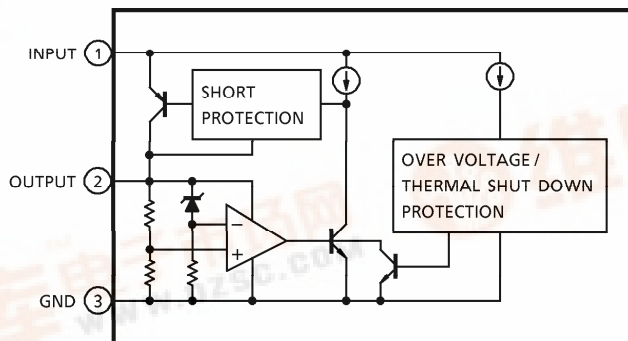 INPUT 1
SHORT
PROTECTION
OUTPUT 2
OVER VOLTAGE /
THERMAL SHUT DOWN
PROTECTION
−
+
GND 3